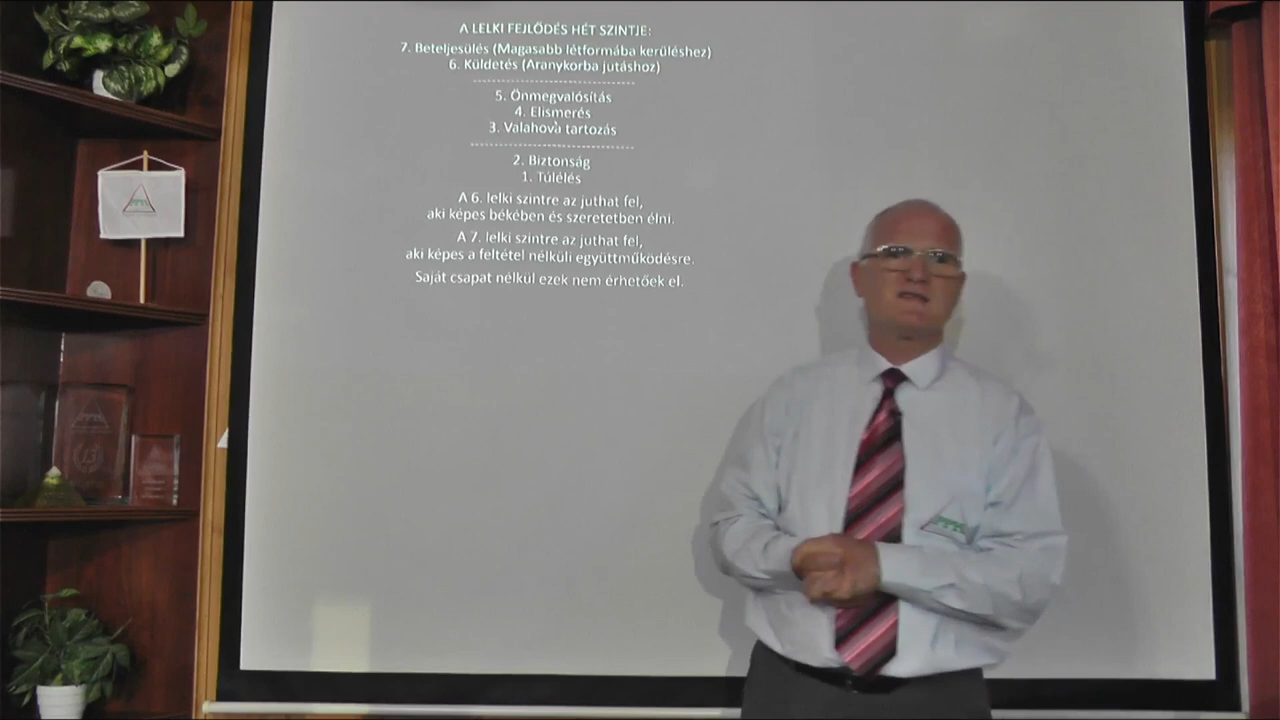 A LELKI FEJLŐDÉS HÉT SZINTJE:
7. Beteljesülés (Magasabb létformába kerüléshez)
6. Küldetés (Aranykorba jutáshoz)
5. Önmegvalósítás
4. Elismerés
3. Valahová tartozás
2. Biztonság
1. Túlélés
A 6. lelki szintre az juthat fel,
aki képes békében és szeretetben élni.
A 7. lelki szintre az juthat fel,
aki képes a feltétel nélküli együttműködésre.
Saját csapat nélkül ezek nem érhetőek el.
13